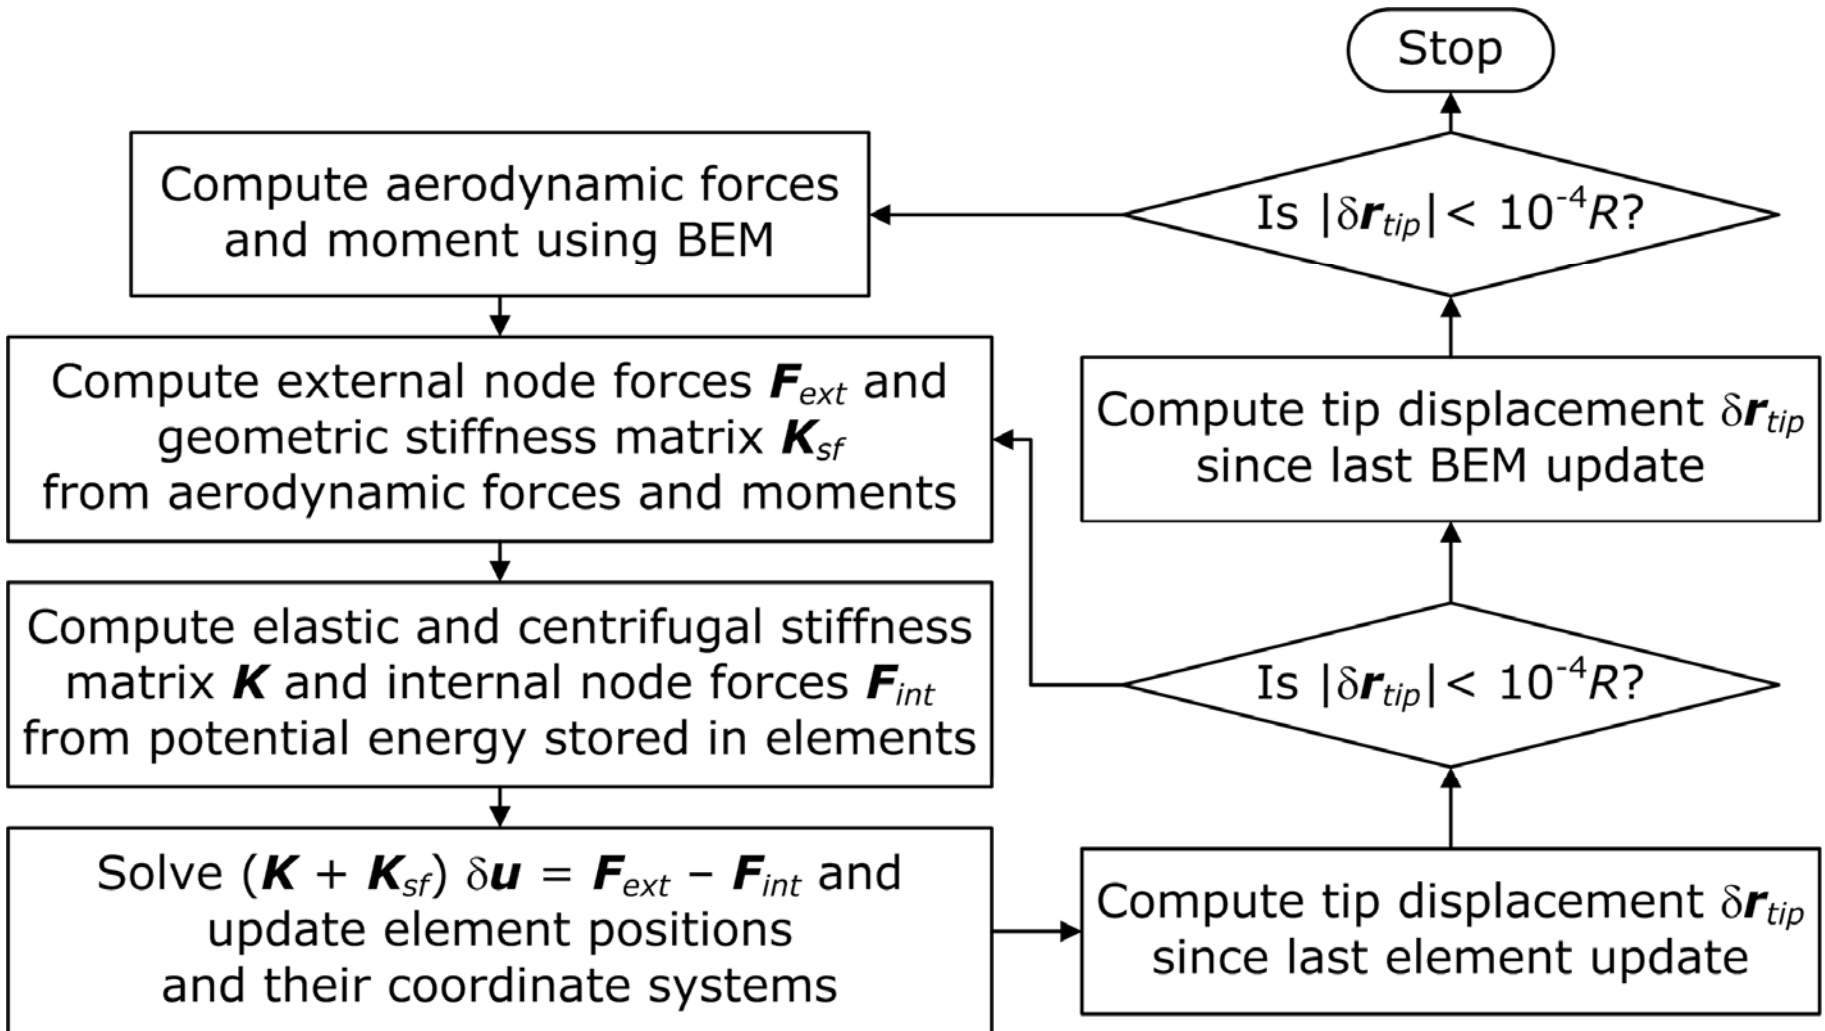 Stop
Compute aerodynamic forces
and moment using BEM
Is |δr_tip| < 10^-4R?
Compute external node forces F_ext and
geometric stiffness matrix K_sf
from aerodynamic forces and moments
Compute tip displacement δr_tip
since last BEM update
Compute elastic and centrifugal stiffness
matrix K and internal node forces F_int
from potential energy stored in elements
Is |δr_tip| < 10^-4R?
Solve (K + K_sf) δu = F_ext – F_int and
update element positions
and their coordinate systems
Compute tip displacement δr_tip
since last element update